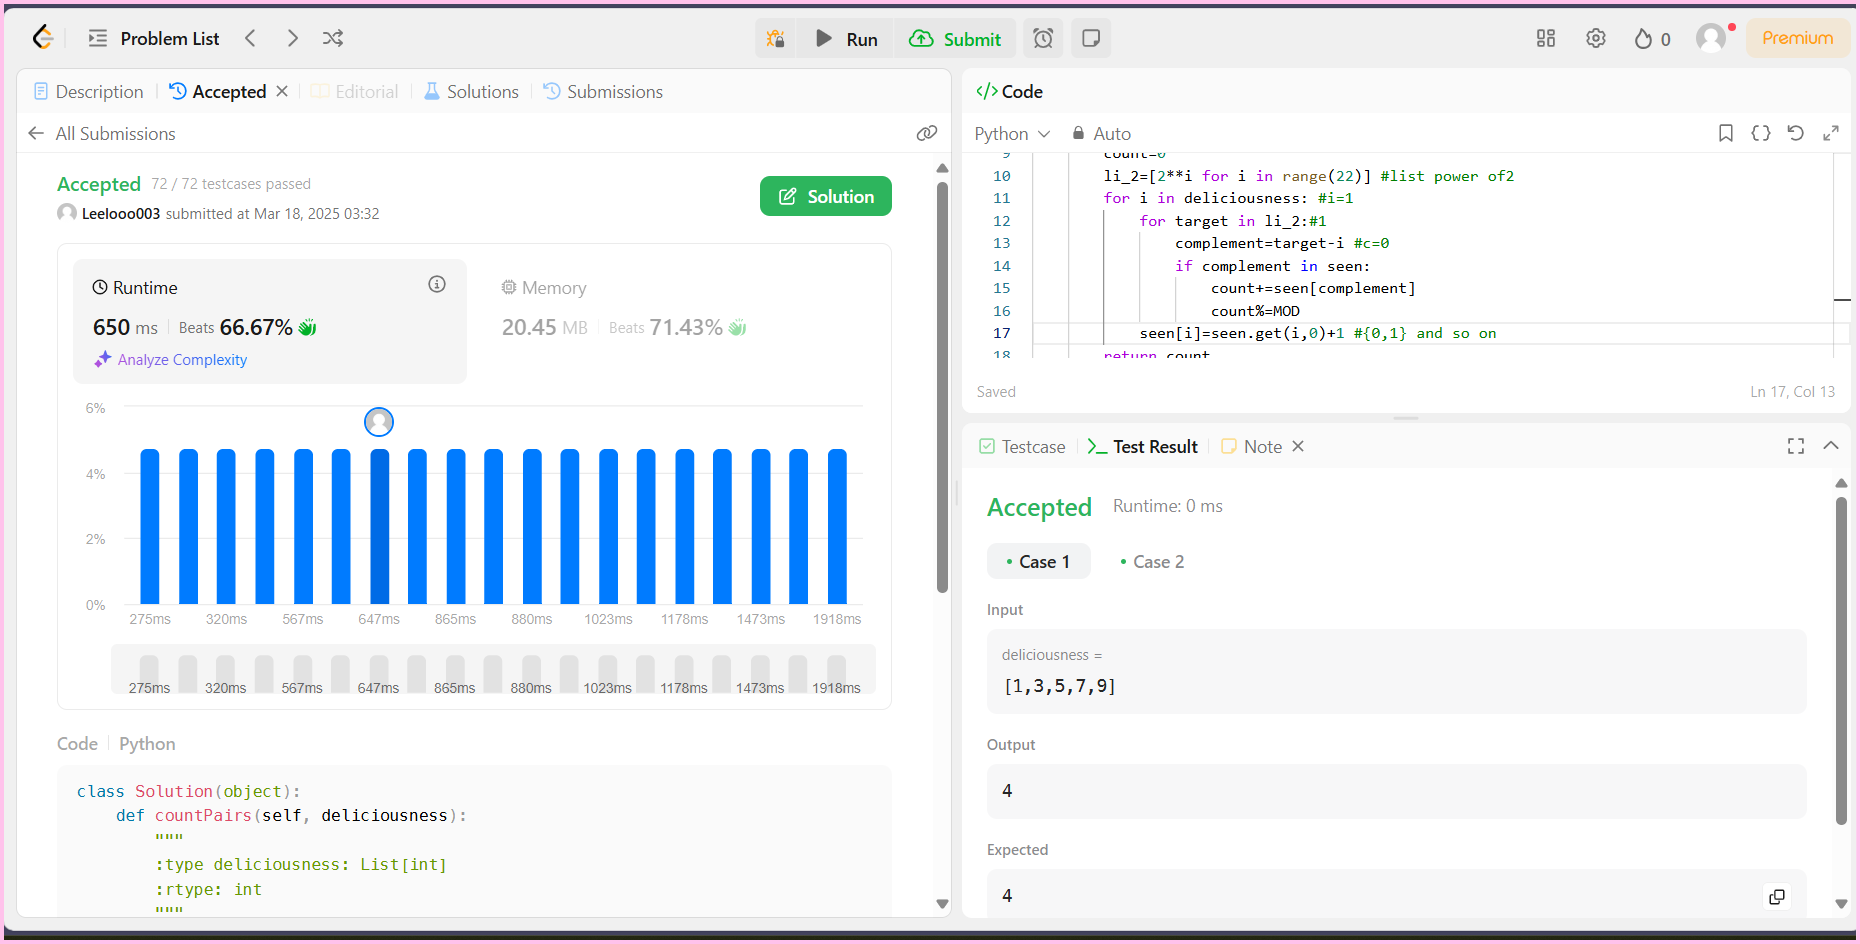 Problem List
Run
Submit
0
Premium
Description
Accepted
Editorial
Solutions
Submissions
All Submissions
Accepted 72 / 72 testcases passed
Leelooo003 submitted at Mar 18, 2025 03:32
Solution
Runtime
650 ms Beats 66.67%
Analyze Complexity
Memory
20.45 MB Beats 71.43%
6%
4%
2%
0%
275ms 320ms 567ms 647ms 865ms 880ms 1023ms 1178ms 1473ms 1918ms
275ms 320ms 567ms 647ms 865ms 880ms 1023ms 1178ms 1473ms 1918ms
Code Python
class Solution(object):
def countPairs(self, deliciousness):
"""
:type deliciousness: List[int]
:rtype: int
"""
</> Code
Python Auto
9 count=0
10 li_2=[2**i for i in range(22)] #list power of2
11 for i in deliciousness: #i=1
12 for target in li_2:#1
13 complement=target-i #c=0
14 if complement in seen:
15 count+=seen[complement]
16 count%=MOD
17 seen[i]=seen.get(i,0)+1 #{0,1} and so on
18 return count
Saved Ln 17, Col 13
Testcase
Test Result
Note
Accepted Runtime: 0 ms
• Case 1 • Case 2
Input
deliciousness =
[1,3,5,7,9]
Output
4
Expected
4